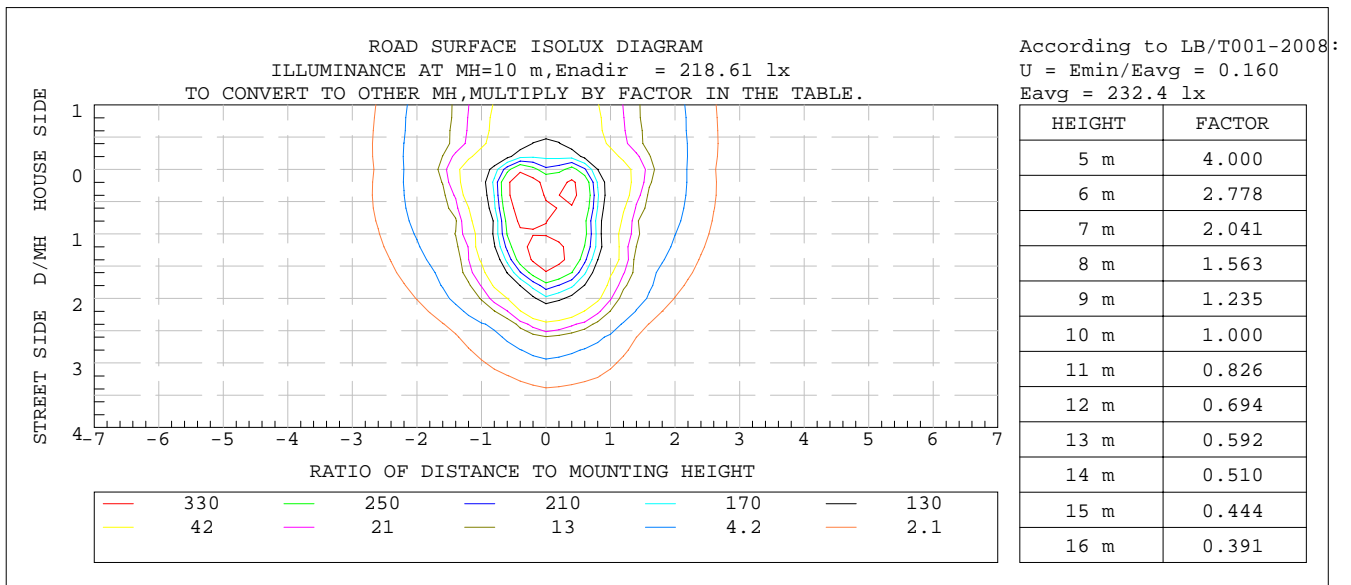 ROAD SURFACE ISOLUX DIAGRAM
ILLUMINANCE AT MH=10 m,Enadir = 218.61 lx
TO CONVERT TO OTHER MH,MULTIPLY BY FACTOR IN THE TABLE.
STREET SIDE D/MH HOUSE SIDE
1
0
1
2
3
4
-7 -6 -5 -4 -3 -2 -1 0 1 2 3 4 5 6 7
RATIO OF DISTANCE TO MOUNTING HEIGHT
330 250 210 170 130
42 21 13 4.2 2.1
According to LB/T001-2008:
U = Emin/Eavg = 0.160
Eavg = 232.4 lx
HEIGHT FACTOR
5 m 4.000
6 m 2.778
7 m 2.041
8 m 1.563
9 m 1.235
10 m 1.000
11 m 0.826
12 m 0.694
13 m 0.592
14 m 0.510
15 m 0.444
16 m 0.391